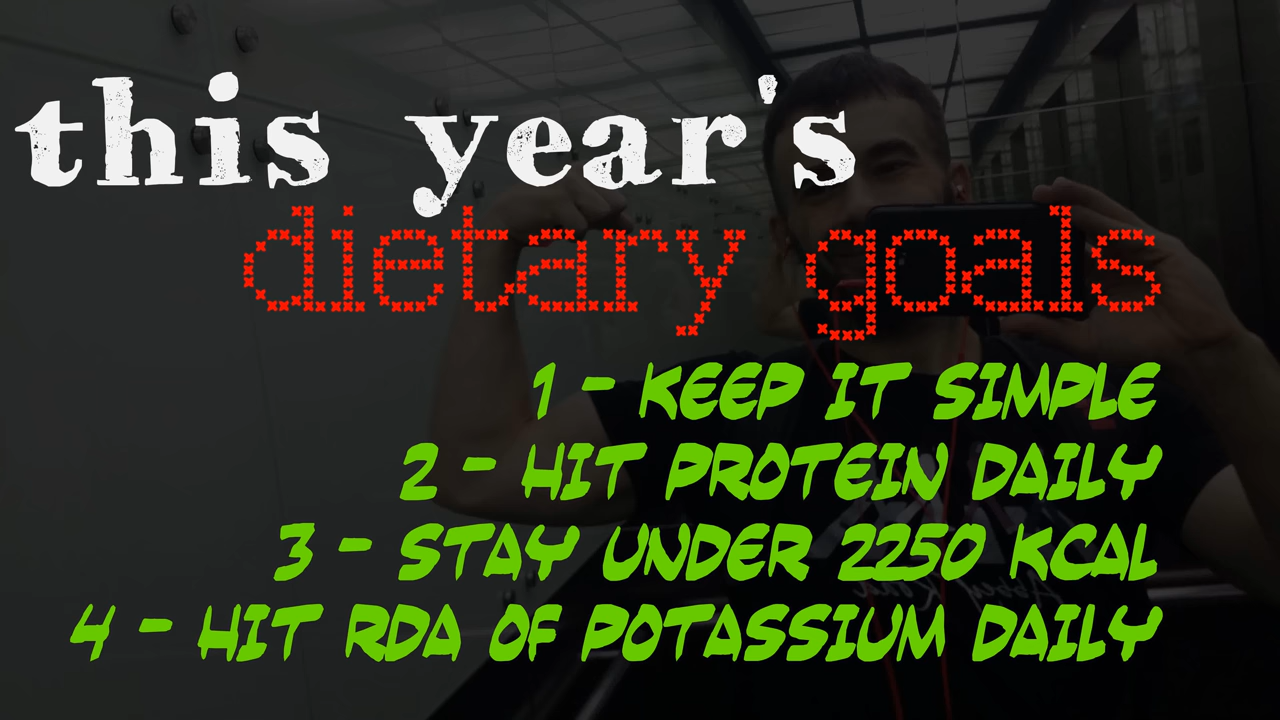 this year's
dietary goals
1 - KEEP IT SIMPLE
2 - HIT PROTEIN DAILY
3 - STAY UNDER 2250 KCAL
4 - HIT RDA OF POTASSIUM DAILY